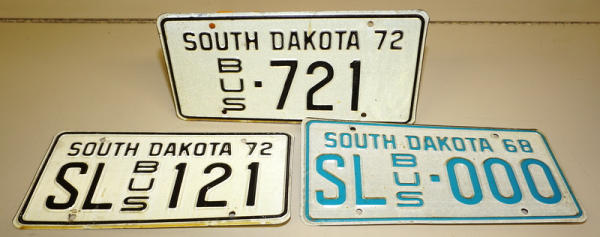 SOUTH DAKOTA 72
BUS·721
SOUTH DAKOTA 72
SL BUS 121
SOUTH DAKOTA 68
SL BUS·000